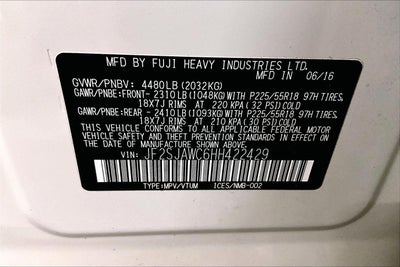 MFD BY FUJI HEAVY INDUSTRIES LTD.
MFD IN 06/16
GVWR/PNBV: 4480LB (2032KG)
GAWR/PNBE:FRONT- 2310LB (1048KG)WITH P225/55R18 97H TIRES,
18X7J RIMS AT 220 KPA(32 PSI)COLD
GAWR/PNBE:REAR - 2410LB (1093KG)WITH P225/55R18 97H TIRES,
18X7J RIMS AT 210 KPA(30 PSI)COLD
THIS VEHICLE CONFORMS TO ALL APPLICABLE FEDERAL MOTOR
VEHICLE SAFETY AND THEFT PREVENTION STANDARDS IN EFFECT
ON THE DATE OF MANUFACTURE SHOWN ABOVE.
VIN: JF2SJAWC6HH422429
TYPE:MPV/VTUM ICES/NMB-002